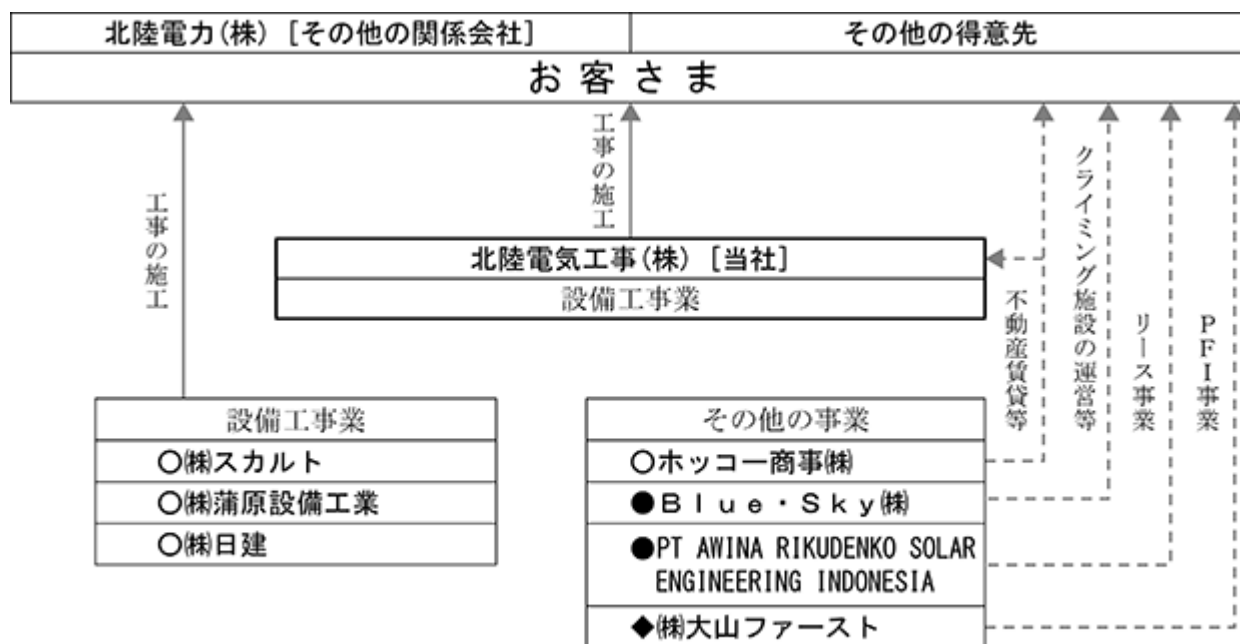 北陸電力(株)［その他の関係会社］
その他の得意先
お客さま
工事の施工
工事の施工
北陸電気工事(株)［当社］
設備工事業
不動産賃貸等
クライミング施設の運営等
リース事業
PFI事業
設備工事業
○㈱スカルト
○㈱蒲原設備工業
○㈱日建
その他の事業
○ホッコー商事㈱
●Ｂｌｕｅ・Ｓｋｙ㈱
●PT AWINA RIKUDENKO SOLAR
ENGINEERING INDONESIA
◆㈱大山ファースト